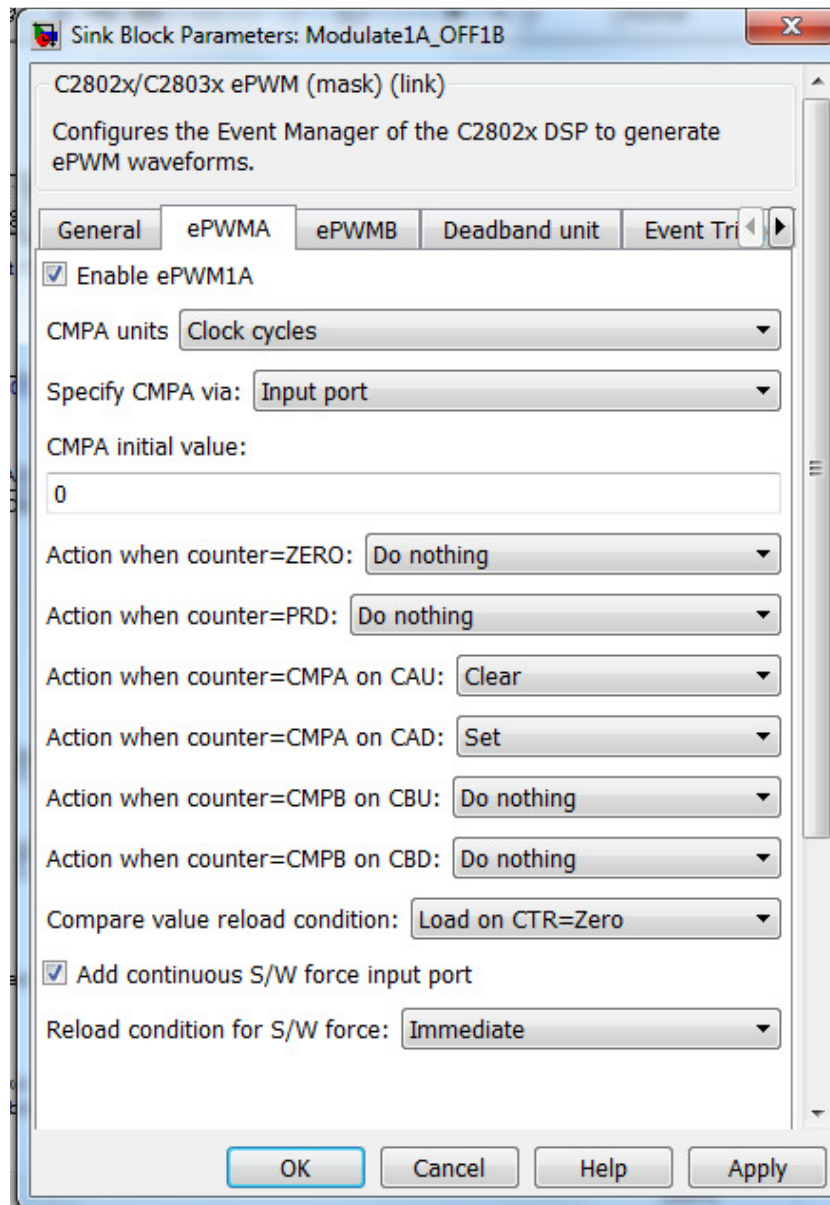 Sink Block Parameters: Modulate1A_OFF1B
C2802x/C2803x ePWM (mask) (link)
Configures the Event Manager of the C2802x DSP to generate
ePWM waveforms.
General ePWMA ePWMB Deadband unit Event Tri
Enable ePWM1A
CMPA units Clock cycles
Specify CMPA via: Input port
CMPA initial value:
0
Action when counter=ZERO: Do nothing
Action when counter=PRD: Do nothing
Action when counter=CMPA on CAU: Clear
Action when counter=CMPA on CAD: Set
Action when counter=CMPB on CBU: Do nothing
Action when counter=CMPB on CBD: Do nothing
Compare value reload condition: Load on CTR=Zero
Add continuous S/W force input port
Reload condition for S/W force: Immediate
OK Cancel Help Apply